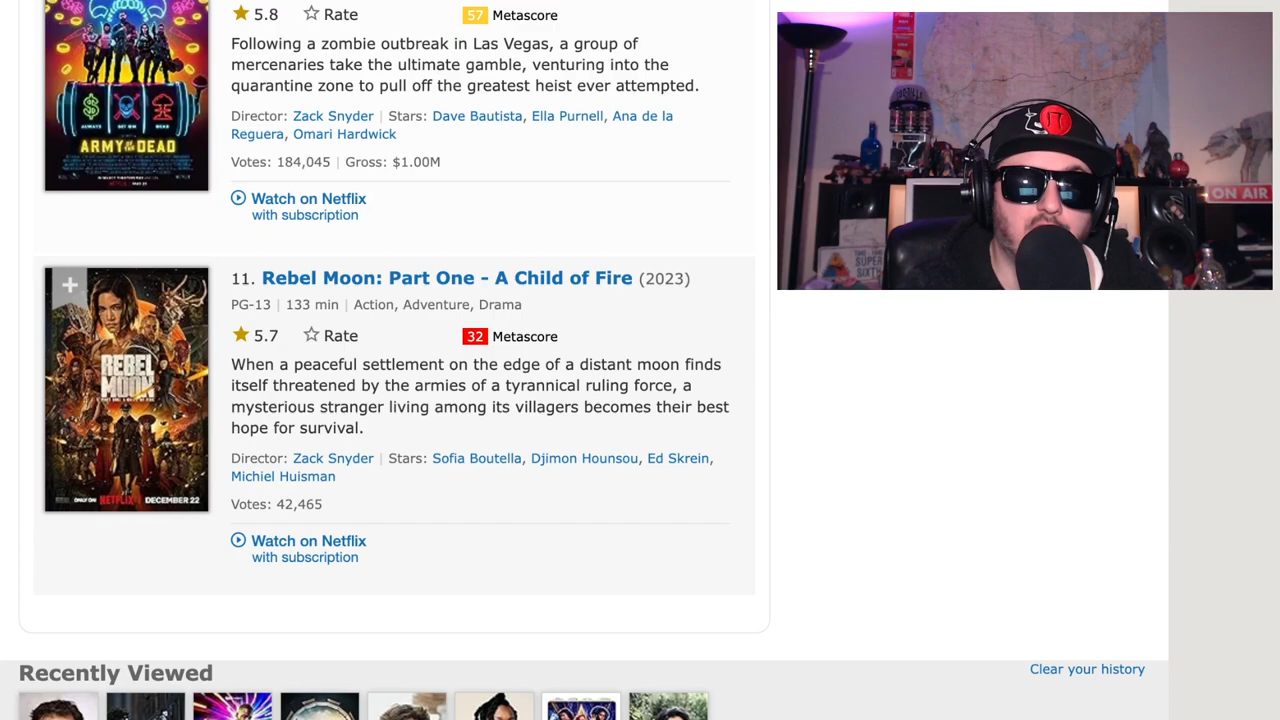 5.8 Rate 57 Metascore
Following a zombie outbreak in Las Vegas, a group of
mercenaries take the ultimate gamble, venturing into the
quarantine zone to pull off the greatest heist ever attempted.
Director: Zack Snyder | Stars: Dave Bautista, Ella Purnell, Ana de la
Reguera, Omari Hardwick
Votes: 184,045 | Gross: $1.00M
Watch on Netflix
with subscription
ALWAYS BET ON DEAD
ARMY OF THE DEAD
11. Rebel Moon: Part One - A Child of Fire (2023)
PG-13 | 133 min | Action, Adventure, Drama
5.7 Rate 32 Metascore
When a peaceful settlement on the edge of a distant moon finds
itself threatened by the armies of a tyrannical ruling force, a
mysterious stranger living among its villagers becomes their best
hope for survival.
Director: Zack Snyder | Stars: Sofia Boutella, Djimon Hounsou, Ed Skrein,
Michiel Huisman
Votes: 42,465
Watch on Netflix
with subscription
REBEL
MOON
ONLY ON NETFLIX DECEMBER 22
ON AIR
Recently Viewed
Clear your history